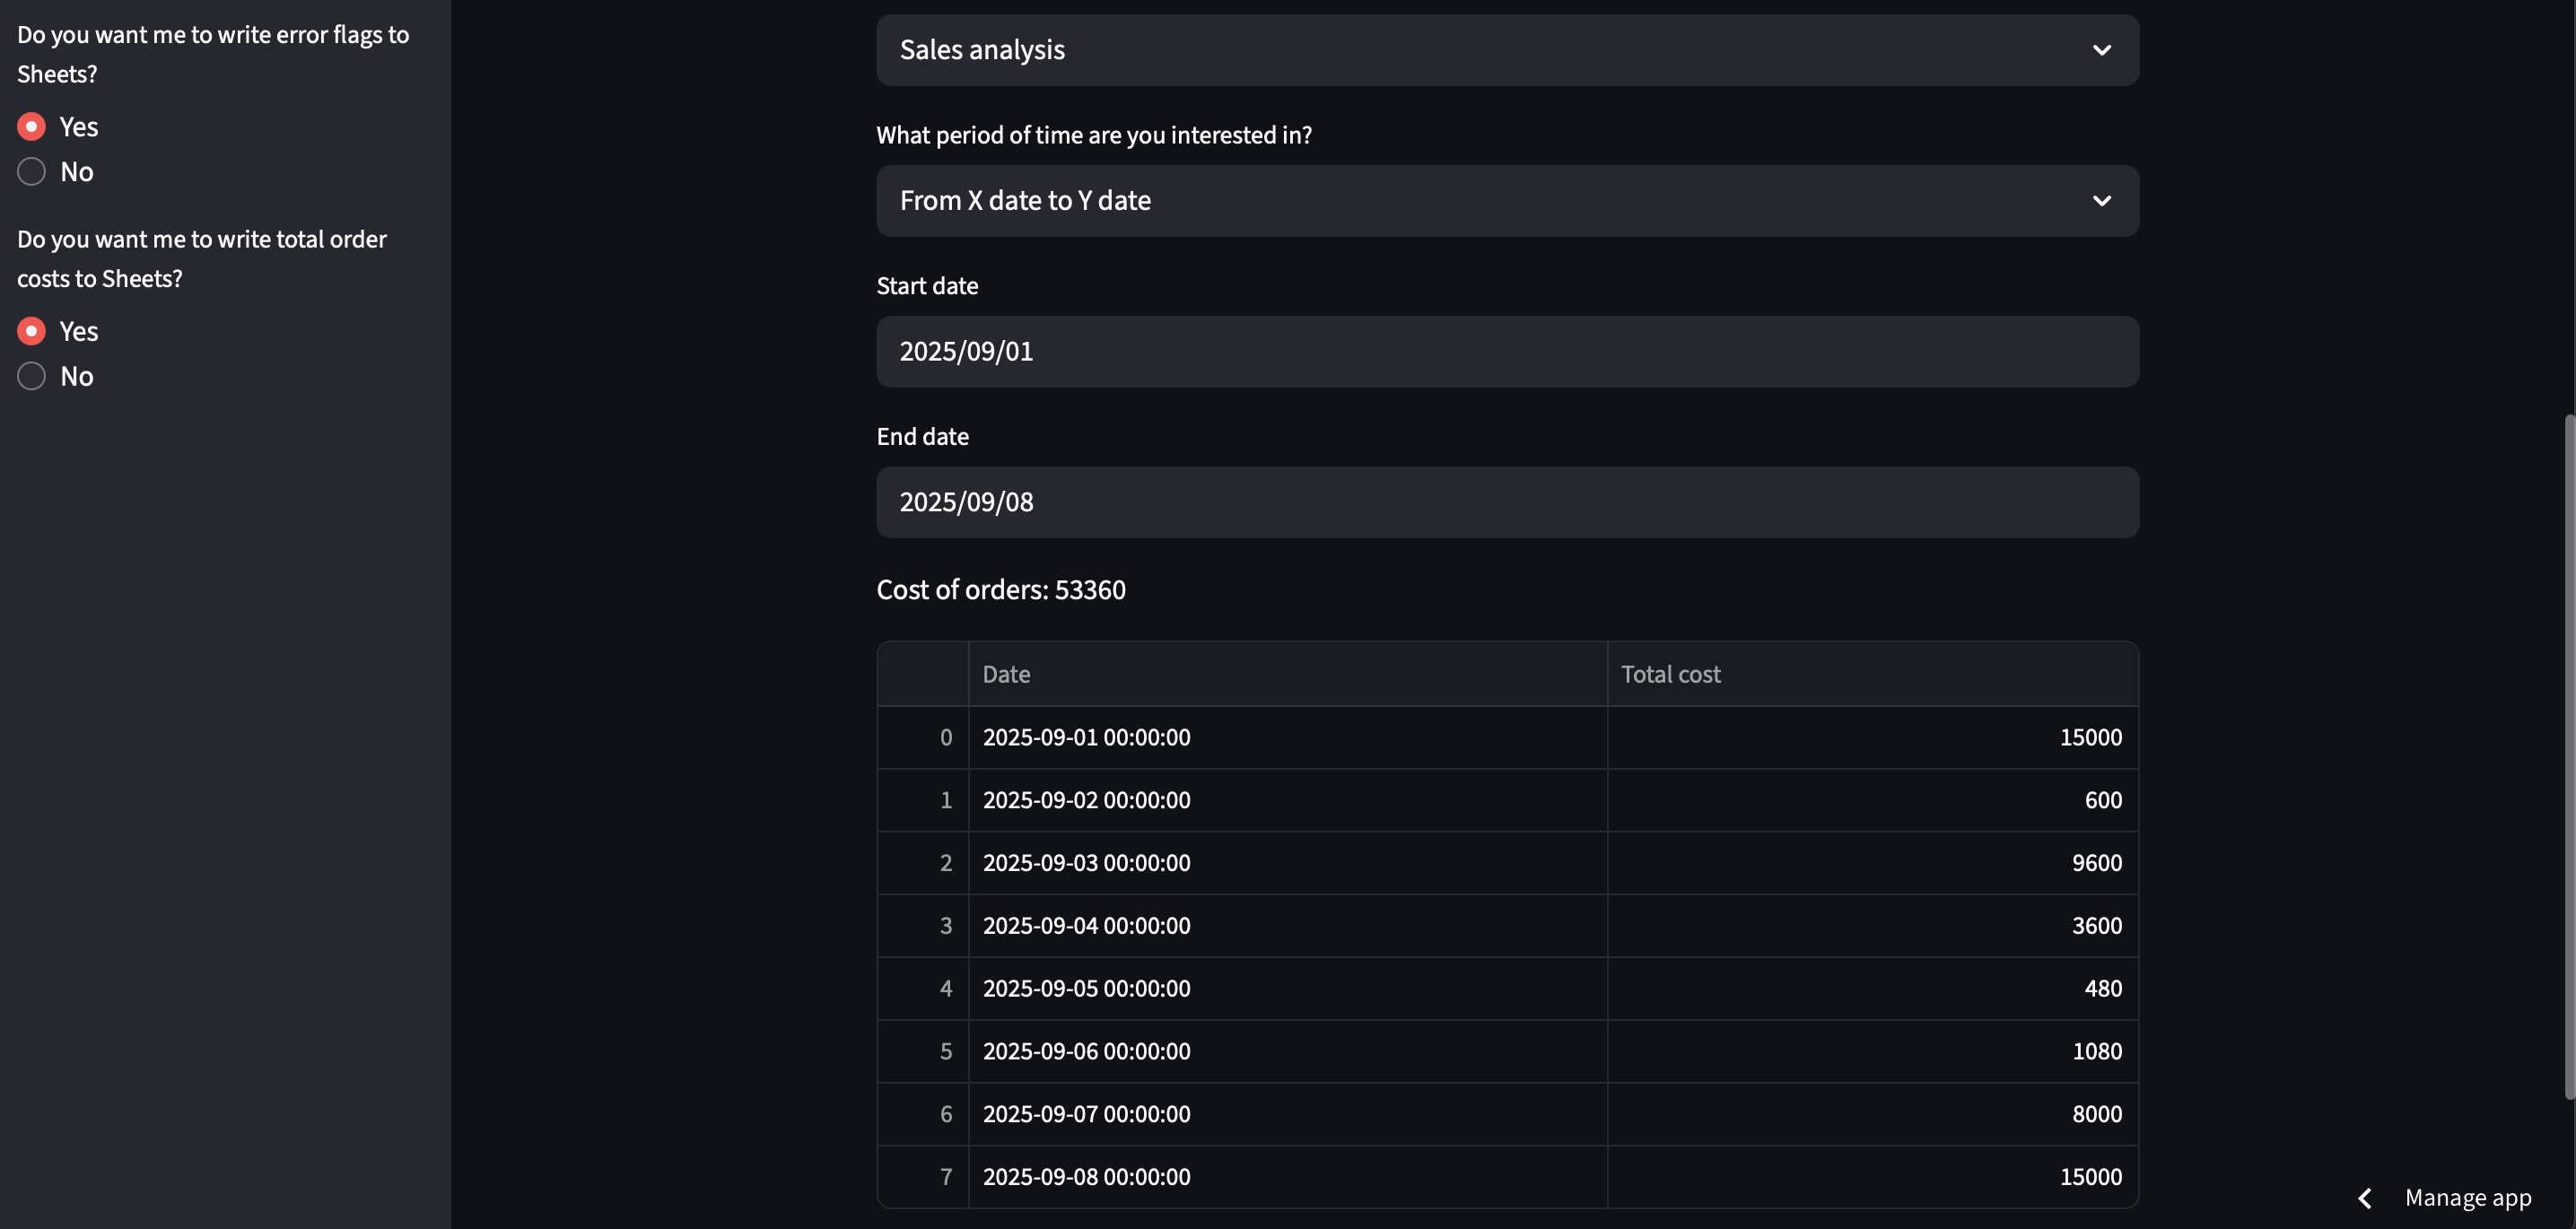 Do you want me to write error flags to
Sheets?
Yes
No
Do you want me to write total order
costs to Sheets?
Yes
No
Sales analysis
What period of time are you interested in?
From X date to Y date
Start date
2025/09/01
End date
2025/09/08
Cost of orders: 53360
Date Total cost
0 2025-09-01 00:00:00 15000
1 2025-09-02 00:00:00 600
2 2025-09-03 00:00:00 9600
3 2025-09-04 00:00:00 3600
4 2025-09-05 00:00:00 480
5 2025-09-06 00:00:00 1080
6 2025-09-07 00:00:00 8000
7 2025-09-08 00:00:00 15000
Manage app